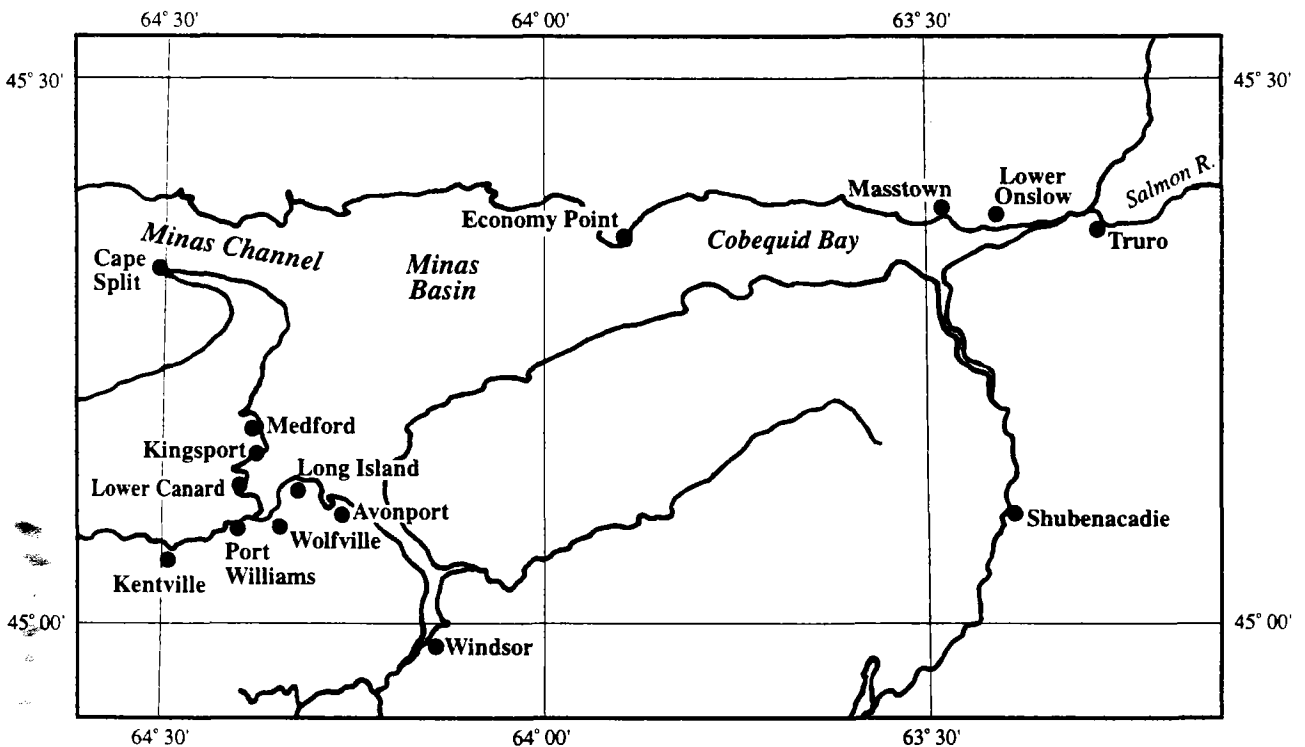 64° 30'
64° 00'
63° 30'
45° 30'
45° 30'
Salmon R.
Masstown
Lower
Onslow
Economy Point
Truro
Minas Channel
Cobequid Bay
Cape
Split
Minas
Basin
Medford
Kingsport
Long Island
Lower Canard
Avonport
Shubenacadie
Wolfville
Port
Williams
Kentville
45° 00'
45° 00'
Windsor
64° 30'
64° 00'
63° 30'